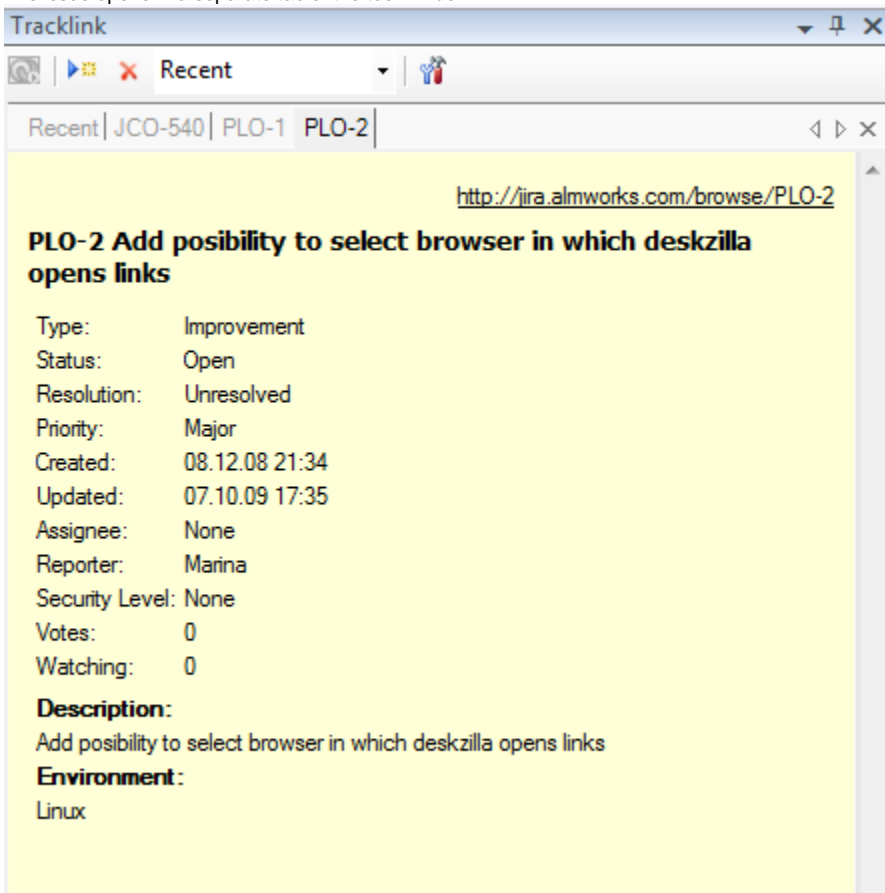 Tracklink
Recent
Recent JCO-540 PLO-1 PLO-2
http://jira.almworks.com/browse/PLO-2
PLO-2 Add posibility to select browser in which deskzilla
opens links
Type: Improvement
Status: Open
Resolution: Unresolved
Priority: Major
Created: 08.12.08 21:34
Updated: 07.10.09 17:35
Assignee: None
Reporter: Marina
Security Level: None
Votes: 0
Watching: 0
Description:
Add posibility to select browser in which deskzilla opens links
Environment:
Linux